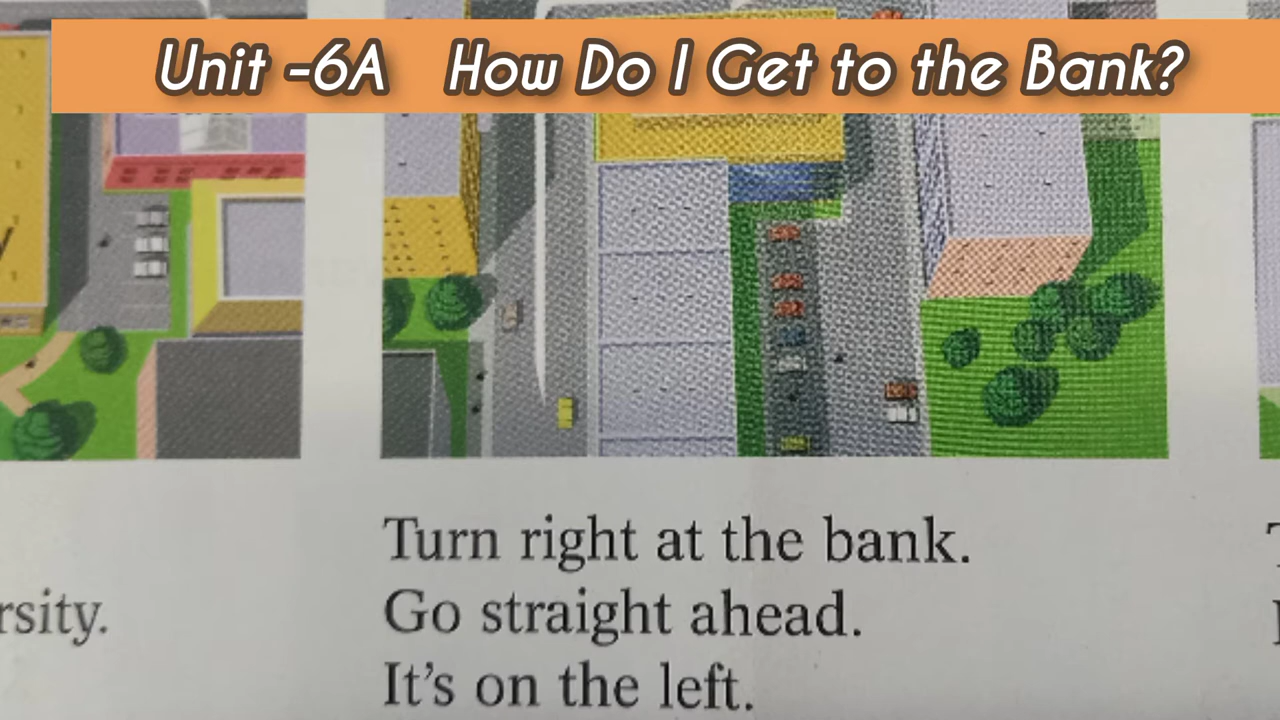 Unit -6A How Do I Get to the Bank?
Turn right at the bank.
Go straight ahead.
It's on the left.